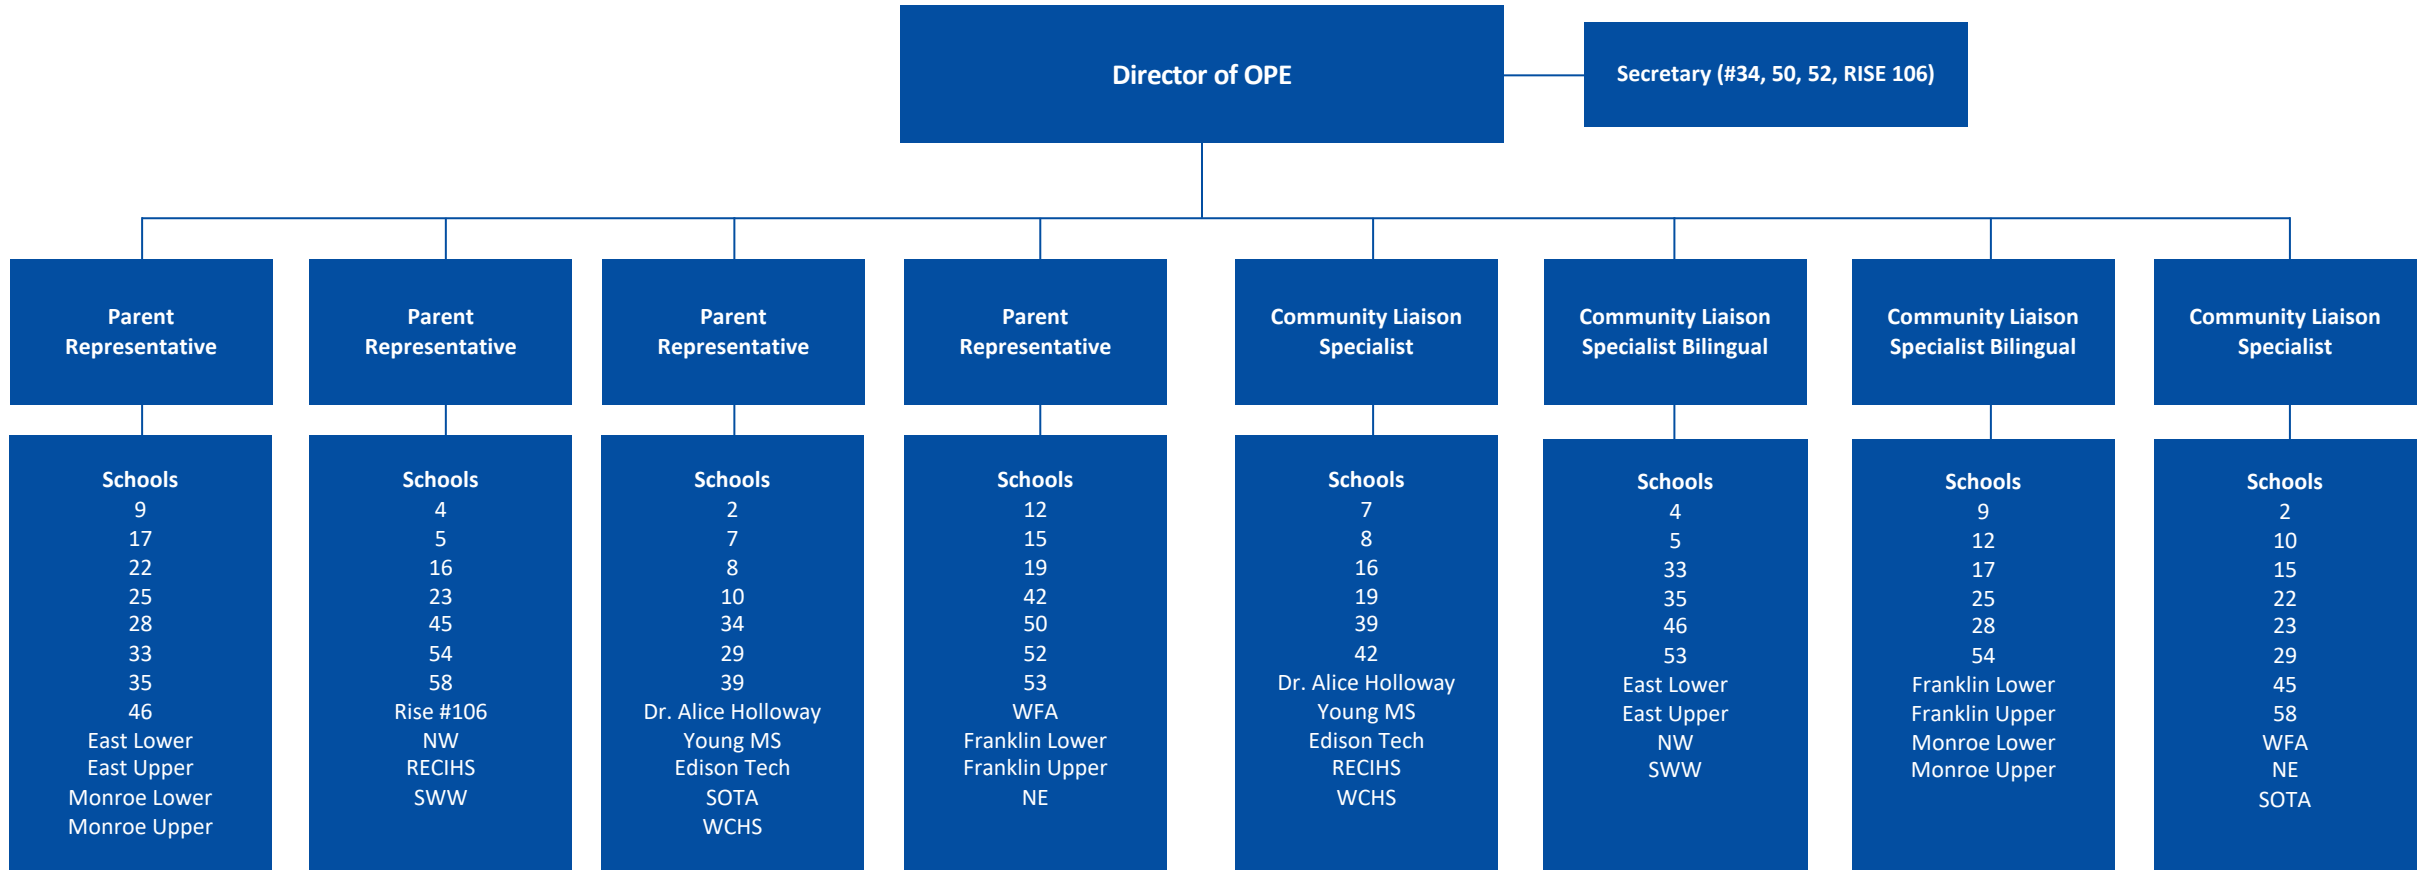 Director of OPE
Secretary (#34, 50, 52, RISE 106)
Parent
Representative
Parent
Representative
Parent
Representative
Parent
Representative
Community Liaison
Specialist
Community Liaison
Specialist Bilingual
Community Liaison
Specialist Bilingual
Community Liaison
Specialist
Schools
9
17
22
25
28
33
35
46
East Lower
East Upper
Monroe Lower
Monroe Upper
Schools
4
5
16
23
45
54
58
Rise #106
NW
RECIHS
SWW
Schools
2
7
8
10
34
29
39
Dr. Alice Holloway
Young MS
Edison Tech
SOTA
WCHS
Schools
12
15
19
42
50
52
53
WFA
Franklin Lower
Franklin Upper
NE
Schools
7
8
16
19
39
42
Dr. Alice Holloway
Young MS
Edison Tech
RECIHS
WCHS
Schools
4
5
33
35
46
53
East Lower
East Upper
NW
SWW
Schools
9
12
17
25
28
54
Franklin Lower
Franklin Upper
Monroe Lower
Monroe Upper
Schools
2
10
15
22
23
29
45
58
WFA
NE
SOTA